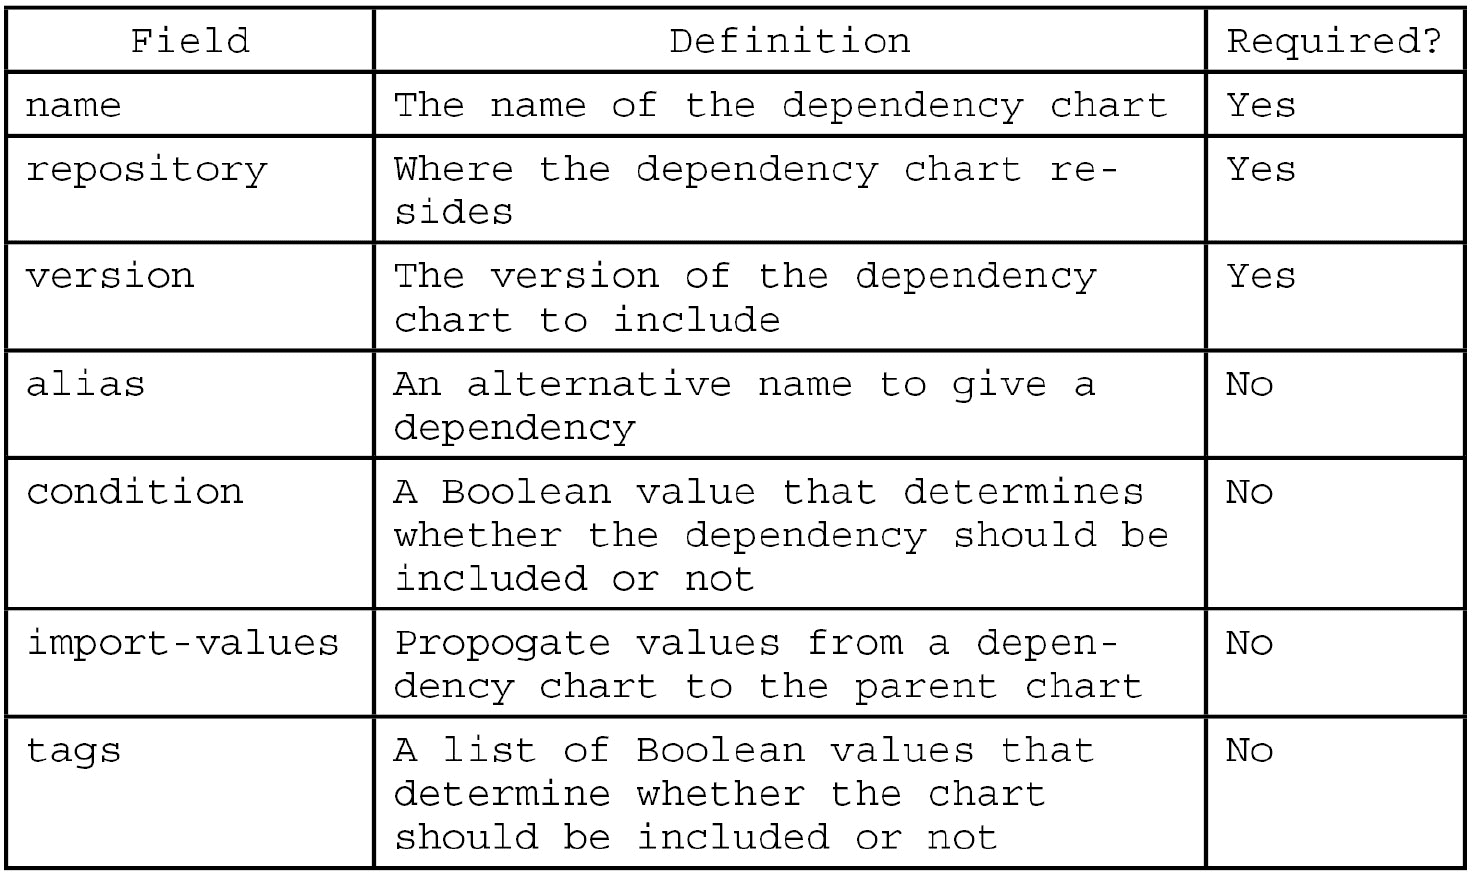 Field Definition Required?
name The name of the dependency chart Yes
repository Where the dependency chart re- Yes
sides
version The version of the dependency Yes
chart to include
alias An alternative name to give a No
dependency
condition A Boolean value that determines No
whether the dependency should be
included or not
import-values Propogate values from a depen- No
dency chart to the parent chart
tags A list of Boolean values that No
determine whether the chart
should be included or not